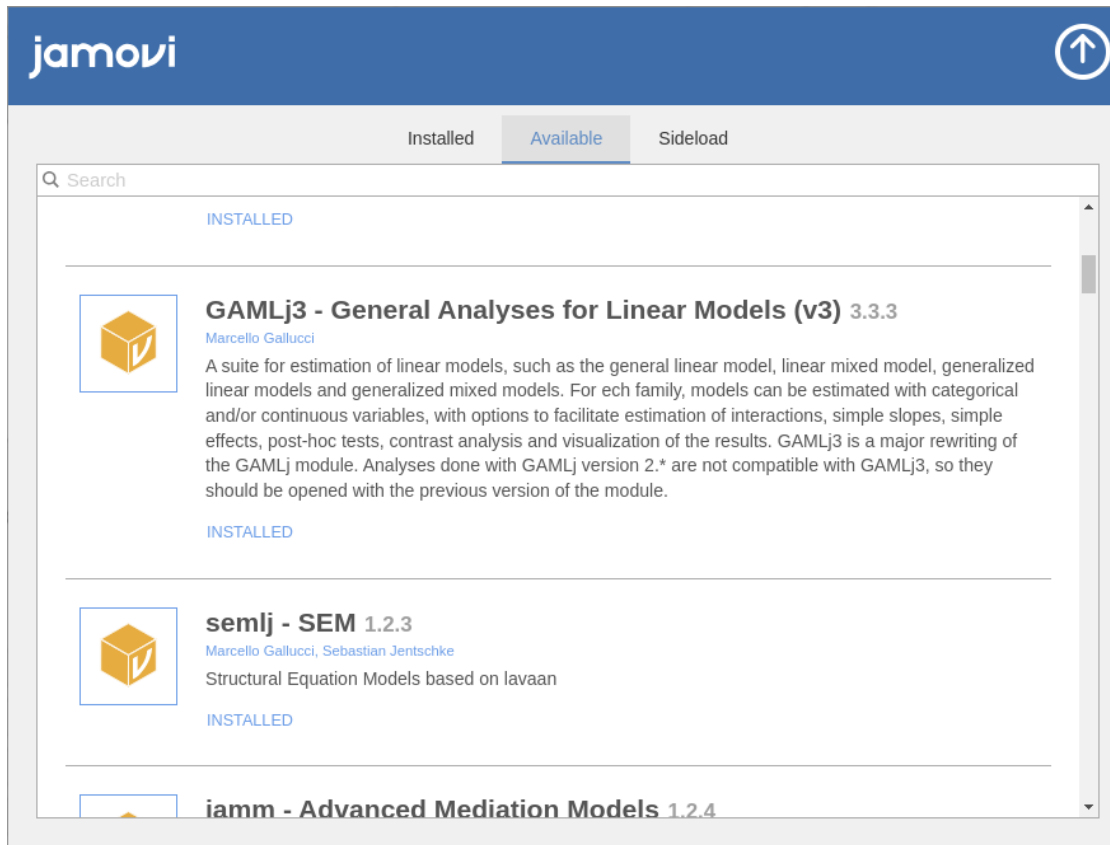 jamovi
Installed Available Sideload
Search
INSTALLED
GAMLj3 - General Analyses for Linear Models (v3) 3.3.3
Marcello Gallucci
A suite for estimation of linear models, such as the general linear model, linear mixed model, generalized
linear models and generalized mixed models. For ech family, models can be estimated with categorical
and/or continuous variables, with options to facilitate estimation of interactions, simple slopes, simple
effects, post-hoc tests, contrast analysis and visualization of the results. GAMLj3 is a major rewriting of
the GAMLj module. Analyses done with GAMLj version 2.* are not compatible with GAMLj3, so they
should be opened with the previous version of the module.
INSTALLED
semlj - SEM 1.2.3
Marcello Gallucci, Sebastian Jentschke
Structural Equation Models based on lavaan
INSTALLED
jamm - Advanced Mediation Models 1.2.4